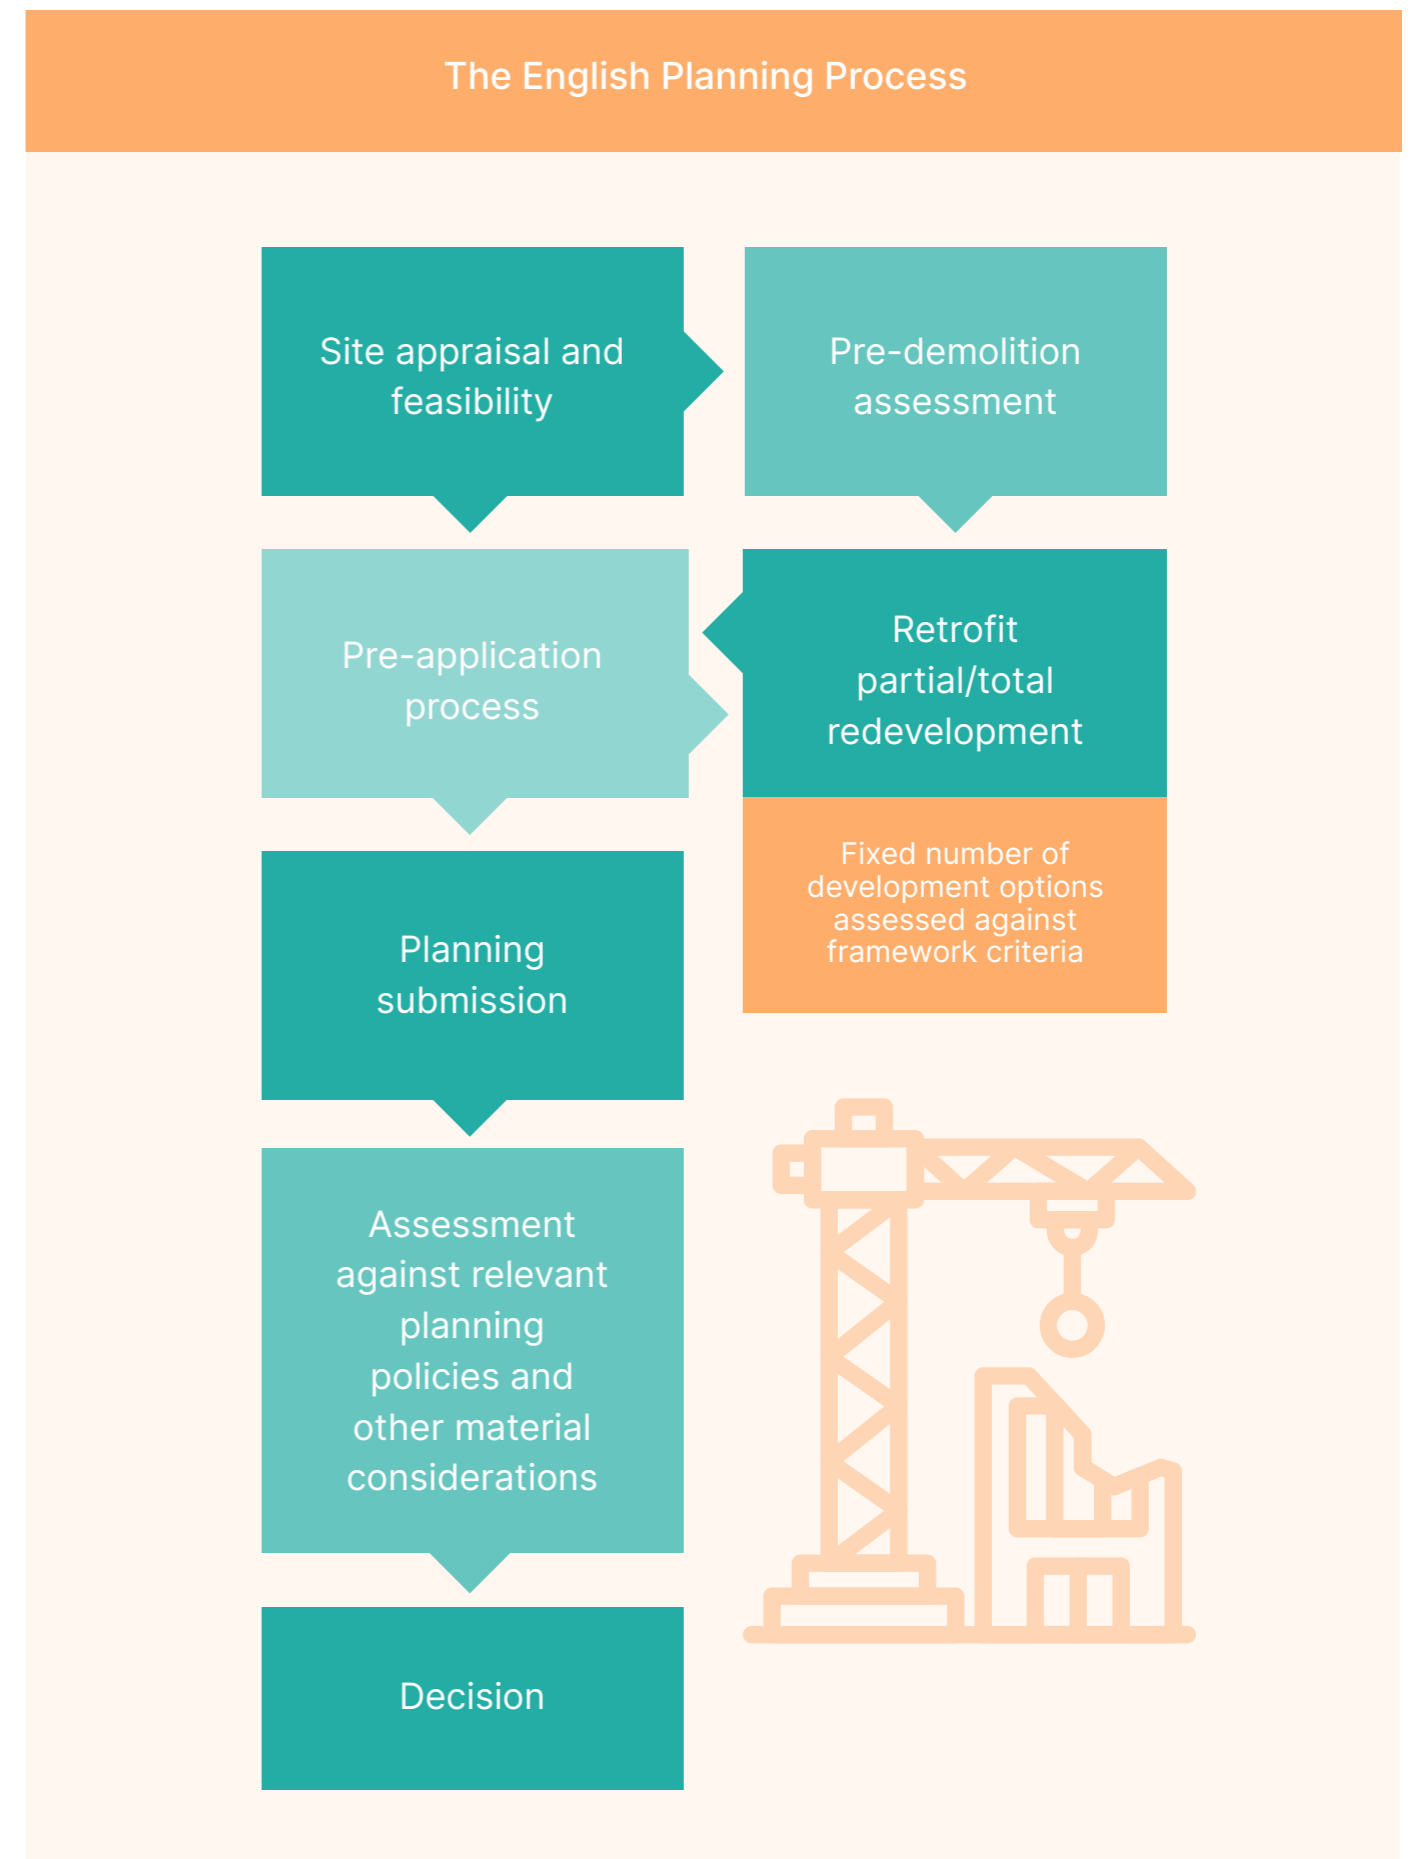 The English Planning Process
Site appraisal and
feasibility
Pre-demolition
assessment
Pre-application
process
Retrofit
partial/total
redevelopment
Fixed number of
development options
assessed against
framework criteria
Planning
submission
Assessment
against relevant
planning
policies and
other material
considerations
Decision